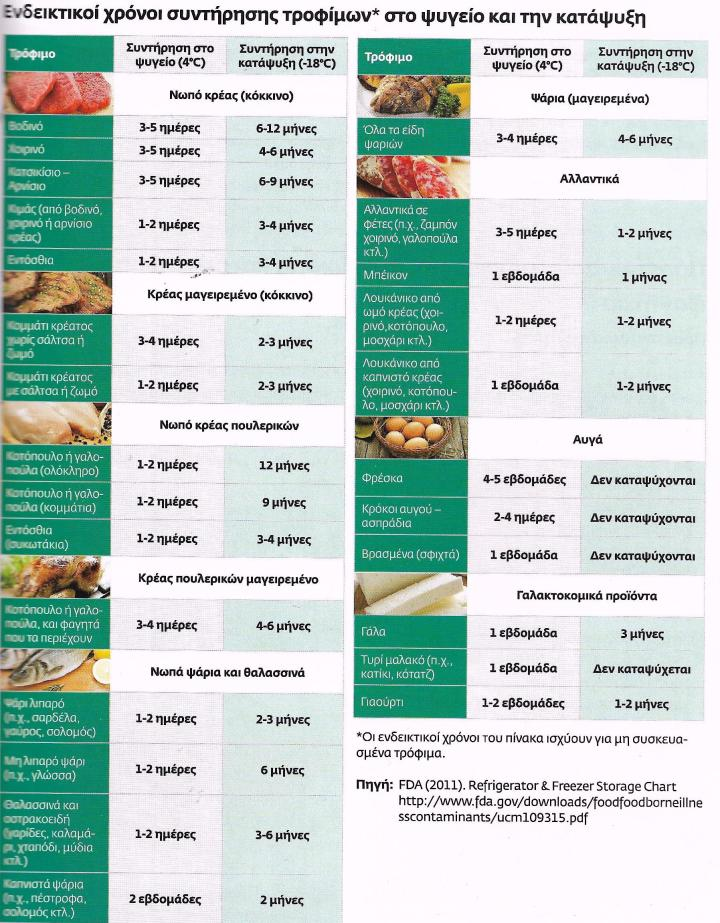 Ενδεικτικοί χρόνοι συντήρησης τροφίμων* στο ψυγείο και την κατάψυξη
Τρόφιμο
Συντήρηση στο ψυγείο (4°C)
Συντήρηση στην κατάψυξη (-18°C)
Νωπό κρέας (κόκκινο)
Βοδινό 3-5 ημέρες 6-12 μήνες
Χοιρινό 3-5 ημέρες 4-6 μήνες
Κατσικίσιο –
Αρνίσιο 3-5 ημέρες 6-9 μήνες
Κιμάς (από βοδινό,
χοιρινό ή αρνίσιο 1-2 ημέρες 3-4 μήνες
κρέας)
Εντόσθια 1-2 ημέρες 3-4 μήνες
Κρέας μαγειρεμένο (κόκκινο)
Κομμάτι κρέατος
χωρίς σάλτσα ή 3-4 ημέρες 2-3 μήνες
ζωμό
Κομμάτι κρέατος
με σάλτσα ή ζωμό 1-2 ημέρες 2-3 μήνες
Νωπό κρέας πουλερικών
Κοτόπουλο ή γαλο-
πούλα (ολόκληρο) 1-2 ημέρες 12 μήνες
Κοτόπουλο ή γαλο-
πούλα (κομμάτια) 1-2 ημέρες 9 μήνες
Εντόσθια
(συκωτάκια) 1-2 ημέρες 3-4 μήνες
Κρέας πουλερικών μαγειρεμένο
Κοτόπουλο ή γαλο-
πούλα, και φαγητά 3-4 ημέρες 4-6 μήνες
που τα περιέχουν
Νωπά ψάρια και θαλασσινά
Ψάρι λιπαρό
(π.χ., σαρδέλα, 1-2 ημέρες 2-3 μήνες
γαύρος, σολομός)
Μη λιπαρό ψάρι
(π.χ., γλώσσα) 1-2 ημέρες 6 μήνες
Θαλασσινά και
οστρακοειδή
(γαρίδες, καλαμά- 1-2 ημέρες 3-6 μήνες
ρι, χταπόδι, μύδια
κτλ.)
Καπνιστά ψάρια
(π.χ., πέστροφα, 2 εβδομάδες 2 μήνες
σολομός κτλ.)
Τρόφιμο
Συντήρηση στο ψυγείο (4°C)
Συντήρηση στην κατάψυξη (-18°C)
Ψάρια (μαγειρεμένα)
Όλα τα είδη
ψαριών 3-4 ημέρες 4-6 μήνες
Αλλαντικά
Αλλαντικά σε
φέτες (π.χ., ζαμπόν
χοιρινό, γαλοπούλα 3-5 ημέρες 1-2 μήνες
κτλ.)
Μπέικον 1 εβδομάδα 1 μήνας
Λουκάνικο από
ωμό κρέας (χοι-
ρινό,κοτόπουλο, 1-2 ημέρες 1-2 μήνες
μοσχάρι κτλ.)
Λουκάνικο από
καπνιστό κρέας
(χοιρινό, κοτόπου- 1 εβδομάδα 1-2 μήνες
λο, μοσχάρι κτλ.)
Αυγά
Φρέσκα 4-5 εβδομάδες Δεν καταψύχονται
Κρόκοι αυγού –
ασπράδια 2-4 ημέρες Δεν καταψύχονται
Βρασμένα (σφιχτά) 1 εβδομάδα Δεν καταψύχονται
Γαλακτοκομικά προϊόντα
Γάλα 1 εβδομάδα 3 μήνες
Τυρί μαλακό (π.χ.,
κατίκι, κότατζ) 1 εβδομάδα Δεν καταψύχεται
Γιαούρτι 1-2 εβδομάδες 1-2 μήνες
*Οι ενδεικτικοί χρόνοι του πίνακα ισχύουν για μη συσκευα-
σμένα τρόφιμα.
Πηγή: FDA (2011). Refrigerator & Freezer Storage Chart
http://www.fda.gov/downloads/foodfoodborneillne
sscontaminants/ucm109315.pdf